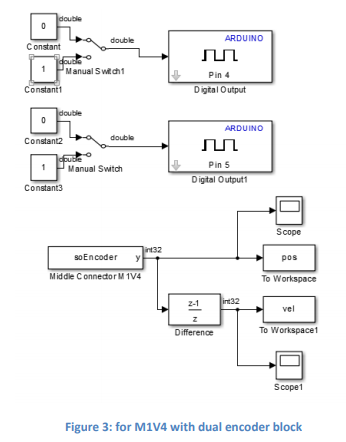 double
ARDUINO
0
double
Constant
Pin 4
1
double
Manual Switch1
Constant1
Digital Output
double
ARDUINO
0
double
Constant2
Pin 5
1
double
Manual Switch
Constant3
Digital Output1
Scope
soEncoder y
int32
pos
Middle Connector M1V4
To Workspace
z-1
z
int32
vel
Difference
To Workspace1
Scope1
Figure 3: for M1V4 with dual encoder block